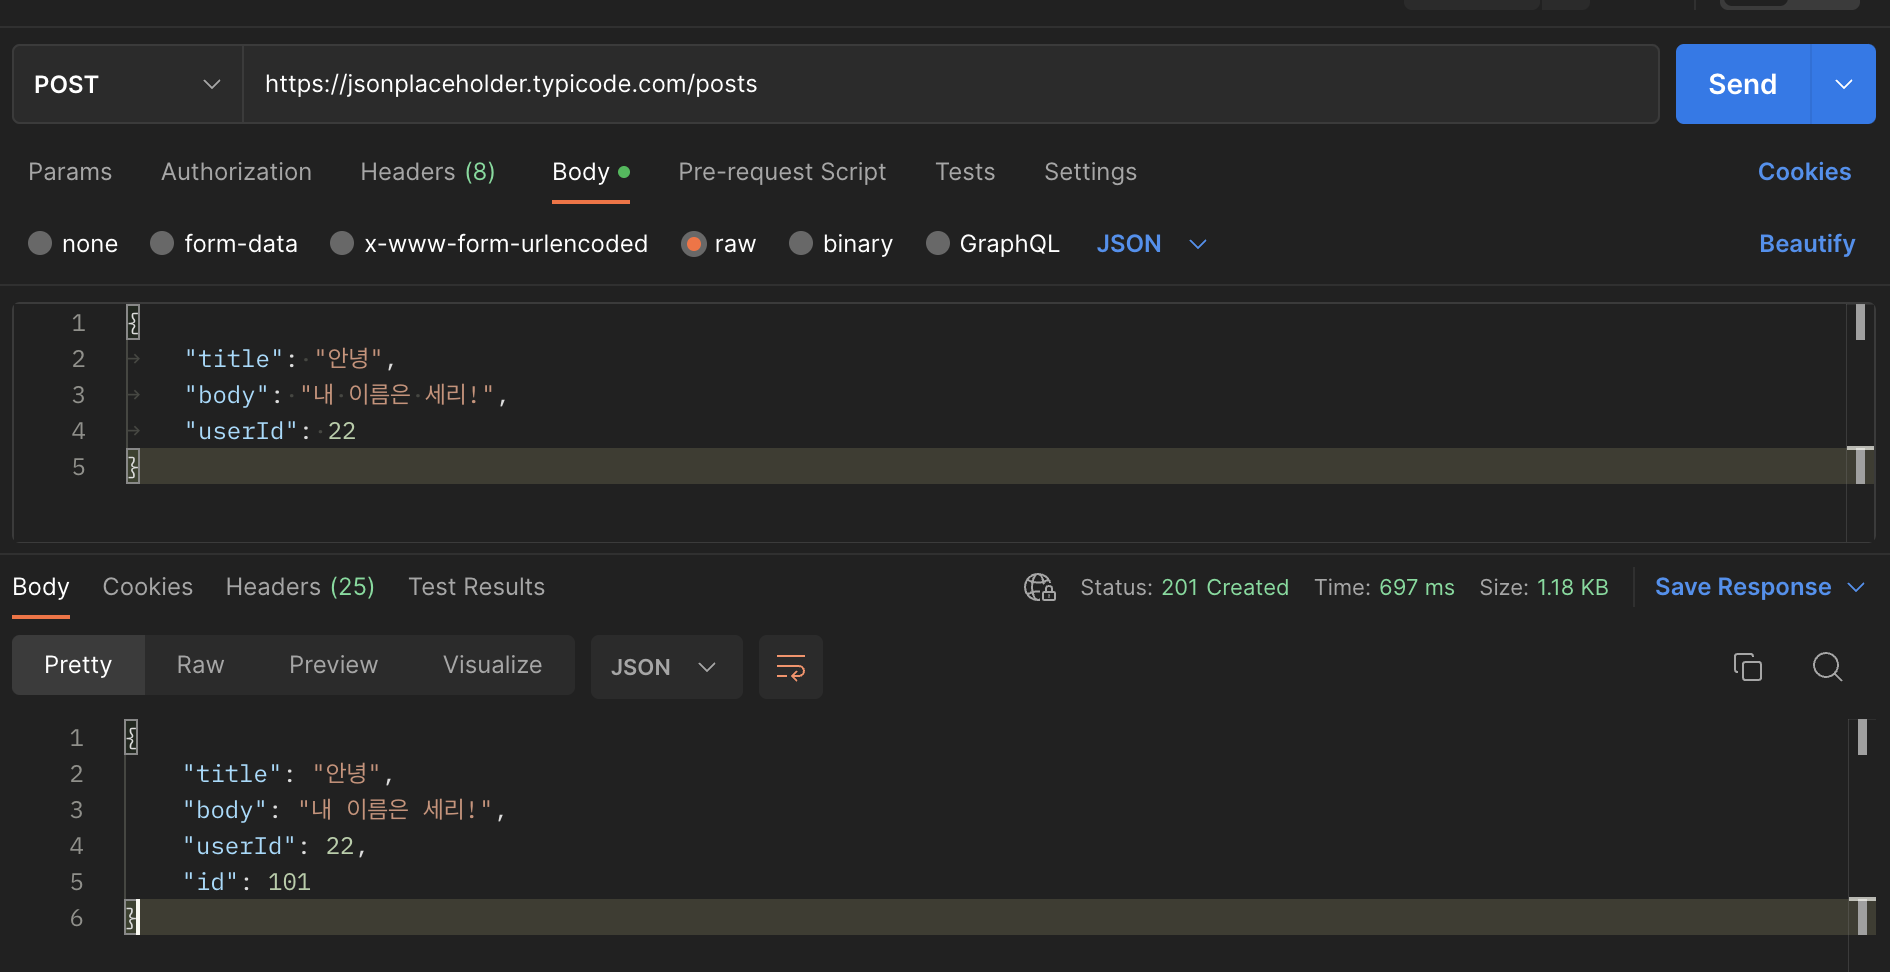 POST https://jsonplaceholder.typicode.com/posts Send
Params Authorization Headers (8) Body Pre-request Script Tests Settings Cookies
none form-data x-www-form-urlencoded raw binary GraphQL JSON Beautify
1 {
2 "title": "안녕",
3 "body": "내 이름은 세리!",
4 "userId": 22
5 }
Body Cookies Headers (25) Test Results Status: 201 Created Time: 697 ms Size: 1.18 KB Save Response
Pretty Raw Preview Visualize JSON
1 {
2 "title": "안녕",
3 "body": "내 이름은 세리!",
4 "userId": 22,
5 "id": 101
6 }